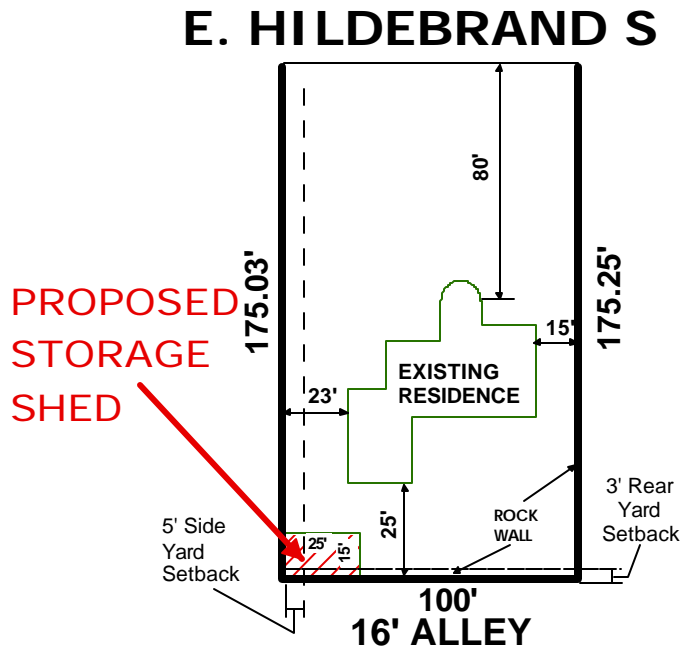 E. HILDEBRAND S
80'
175.03'
175.25'
PROPOSED
STORAGE
SHED
15'
EXISTING
RESIDENCE
23'
25'
ROCK
WALL
3' Rear
Yard
Setback
5' Side
Yard
Setback
25'
15'
100'
16' ALLEY